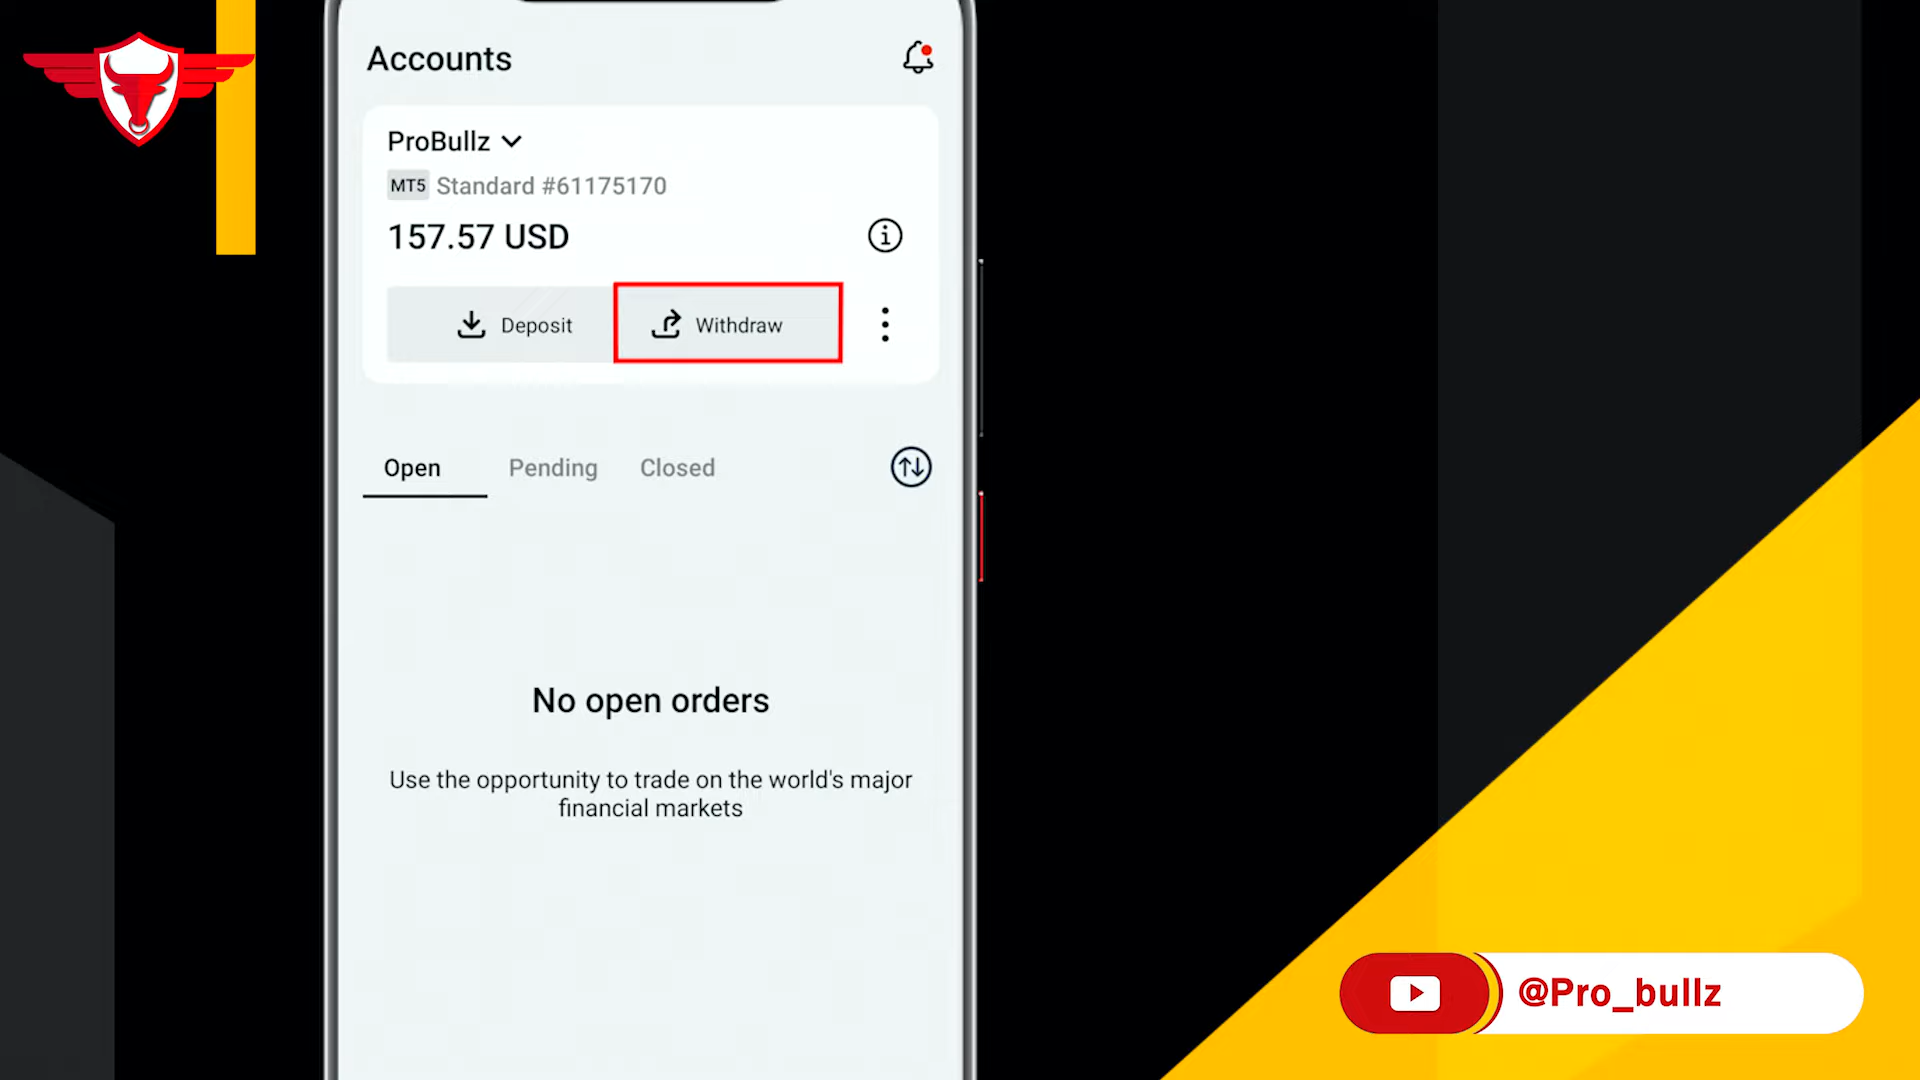 Accounts
ProBullz
MT5 Standard #61175170
157.57 USD
Deposit
Withdraw
Open
Pending
Closed
No open orders
Use the opportunity to trade on the world's major
financial markets
@Pro_bullz